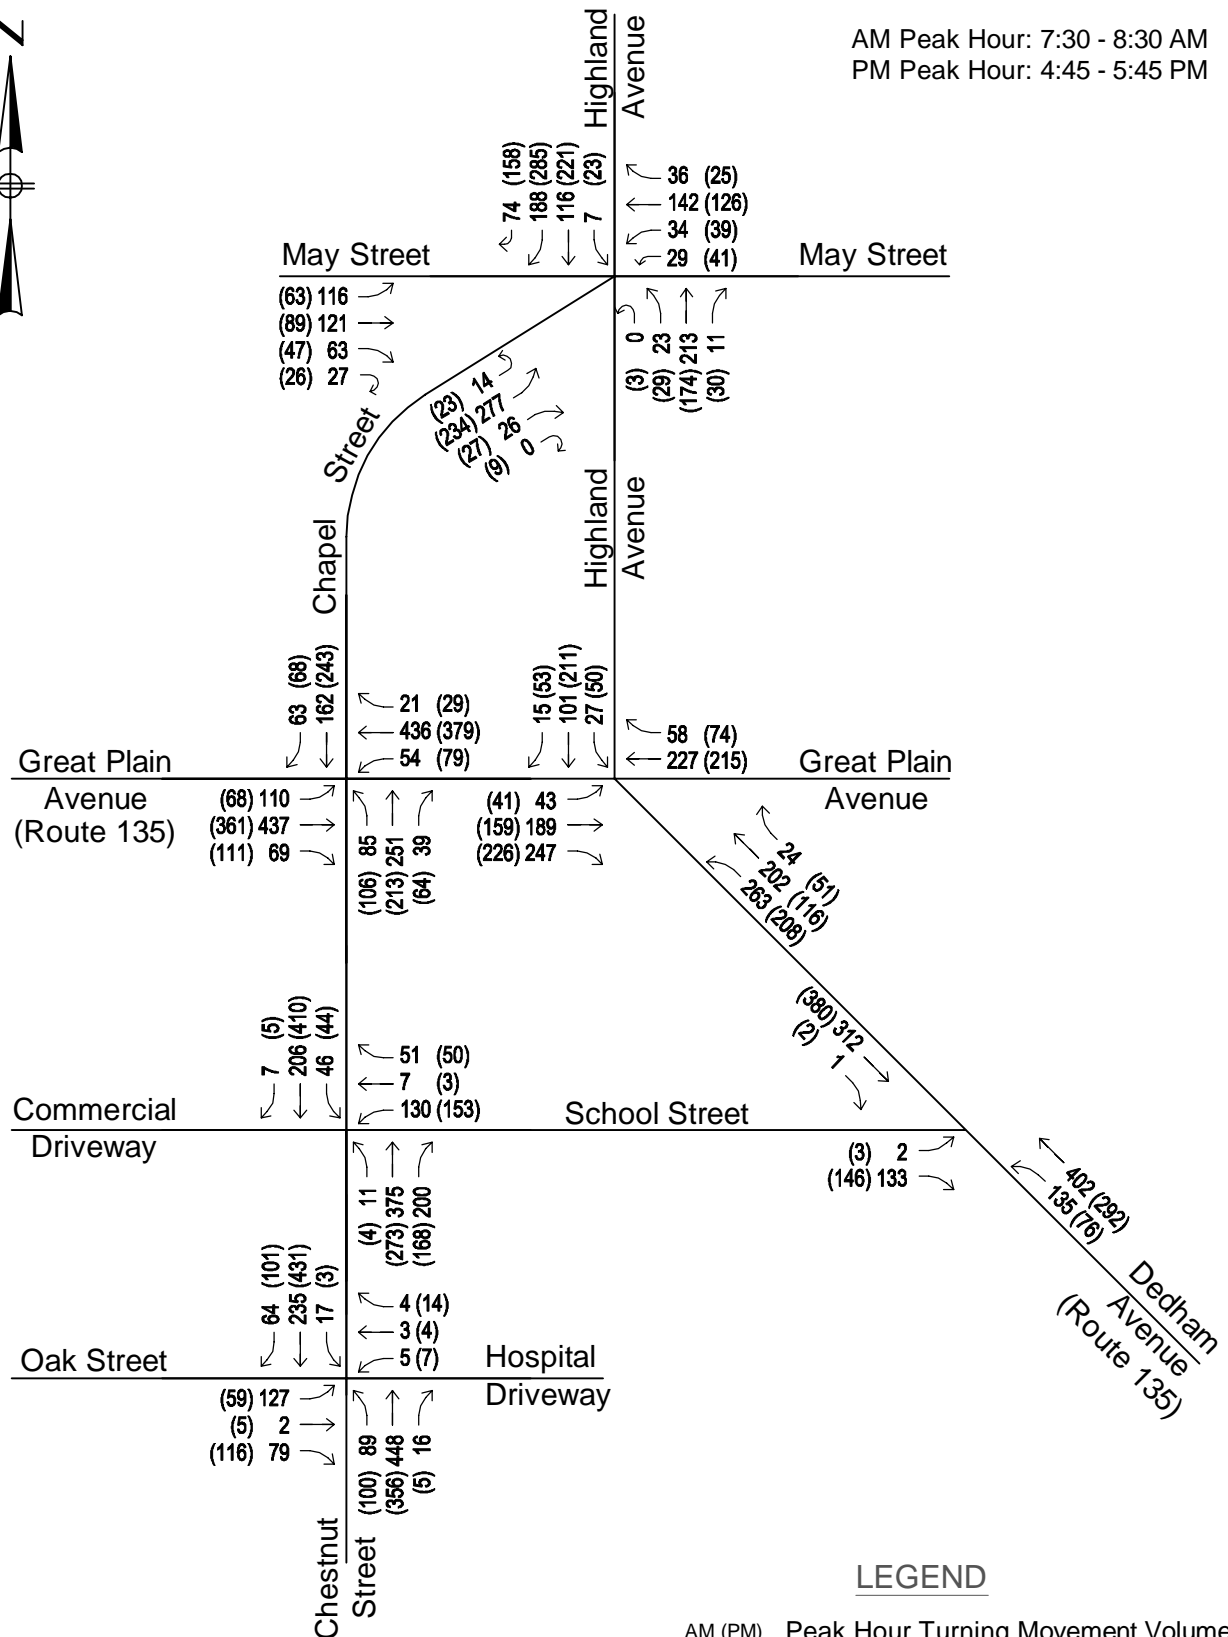 Z
AM Peak Hour: 7:30 - 8:30 AM
PM Peak Hour: 4:45 - 5:45 PM
Highland
Avenue
74 (158)
188 (285)
116 (221)
7 (23)
36 (25)
142 (126)
34 (39)
29 (41)
May Street
May Street
(63) 116
(89) 121
(47) 63
(26) 27
(23) 14
(234) 277
(27) 26
(9) 0
(3) 0
(29) 23
(174) 213
(30) 11
Chapel
Street
Highland
Avenue
63 (68)
162 (243)
21 (29)
436 (379)
54 (79)
15 (53)
101 (211)
27 (50)
58 (74)
227 (215)
Great Plain
Avenue
(Route 135)
Great Plain
Avenue
(68) 110
(361) 437
(111) 69
(106) 85
(213) 251
(64) 39
(41) 43
(159) 189
(226) 247
24 (51)
202 (116)
263 (208)
(380) 312
(2) 1
7 (5)
206 (410)
46 (44)
51 (50)
7 (3)
130 (153)
Commercial
Driveway
School Street
(4) 11
(273) 375
(168) 200
(3) 2
(146) 133
402 (292)
135 (76)
Dedham
Avenue
(Route 135)
64 (101)
235 (431)
17 (3)
4 (14)
3 (4)
5 (7)
Oak Street
Hospital
Driveway
(59) 127
(5) 2
(116) 79
(100) 89
(356) 448
(5) 16
Chestnut
Street
LEGEND
AM (PM) Peak Hour Turning Movement Volume